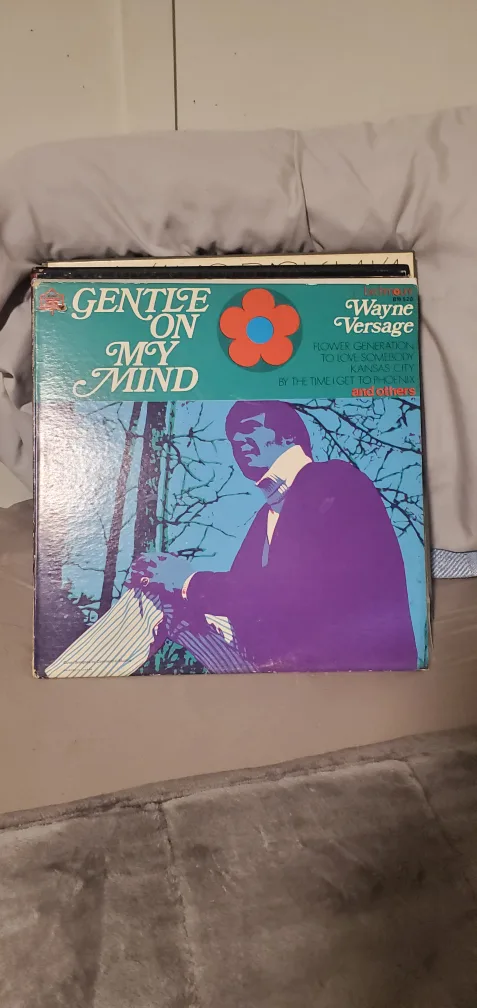 GENTLE
ON
MY
MIND
Wayne
Versage
FLOWER GENERATION
TO LOVE SOMEBODY
KANSAS CITY
BY THE TIME I GET TO PHOENIX
and others